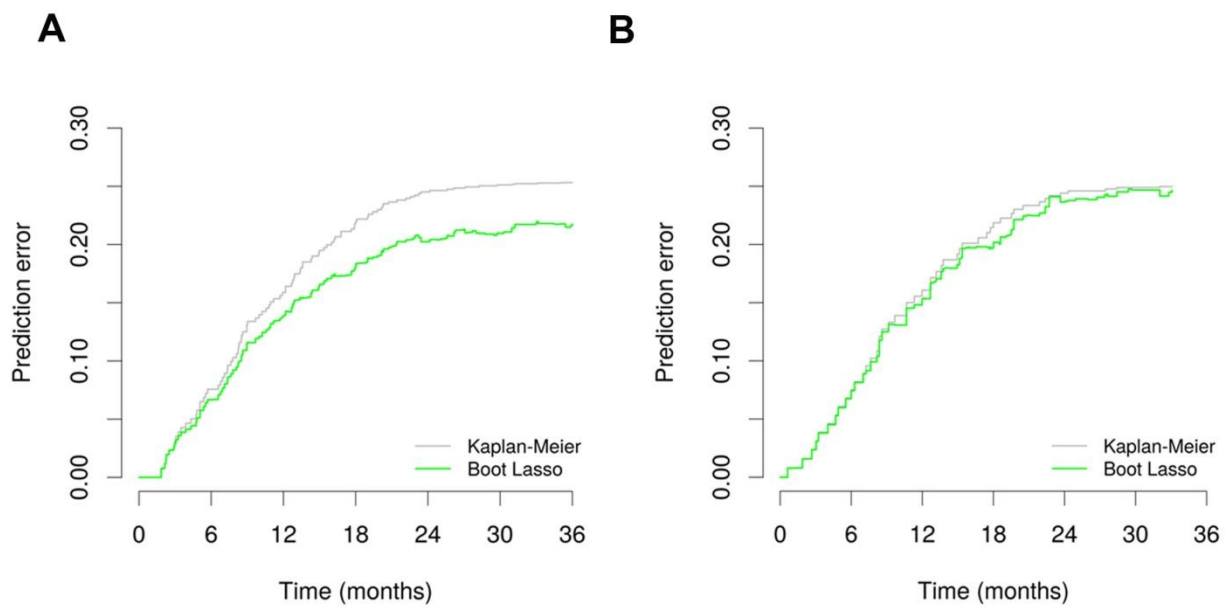 A
B
0.30
0.20
0.10
0.00
Prediction error
Kaplan-Meier
Boot Lasso
0 6 12 18 24 30 36
Time (months)
0.30
0.20
0.10
0.00
Prediction error
Kaplan-Meier
Boot Lasso
0 6 12 18 24 30 36
Time (months)